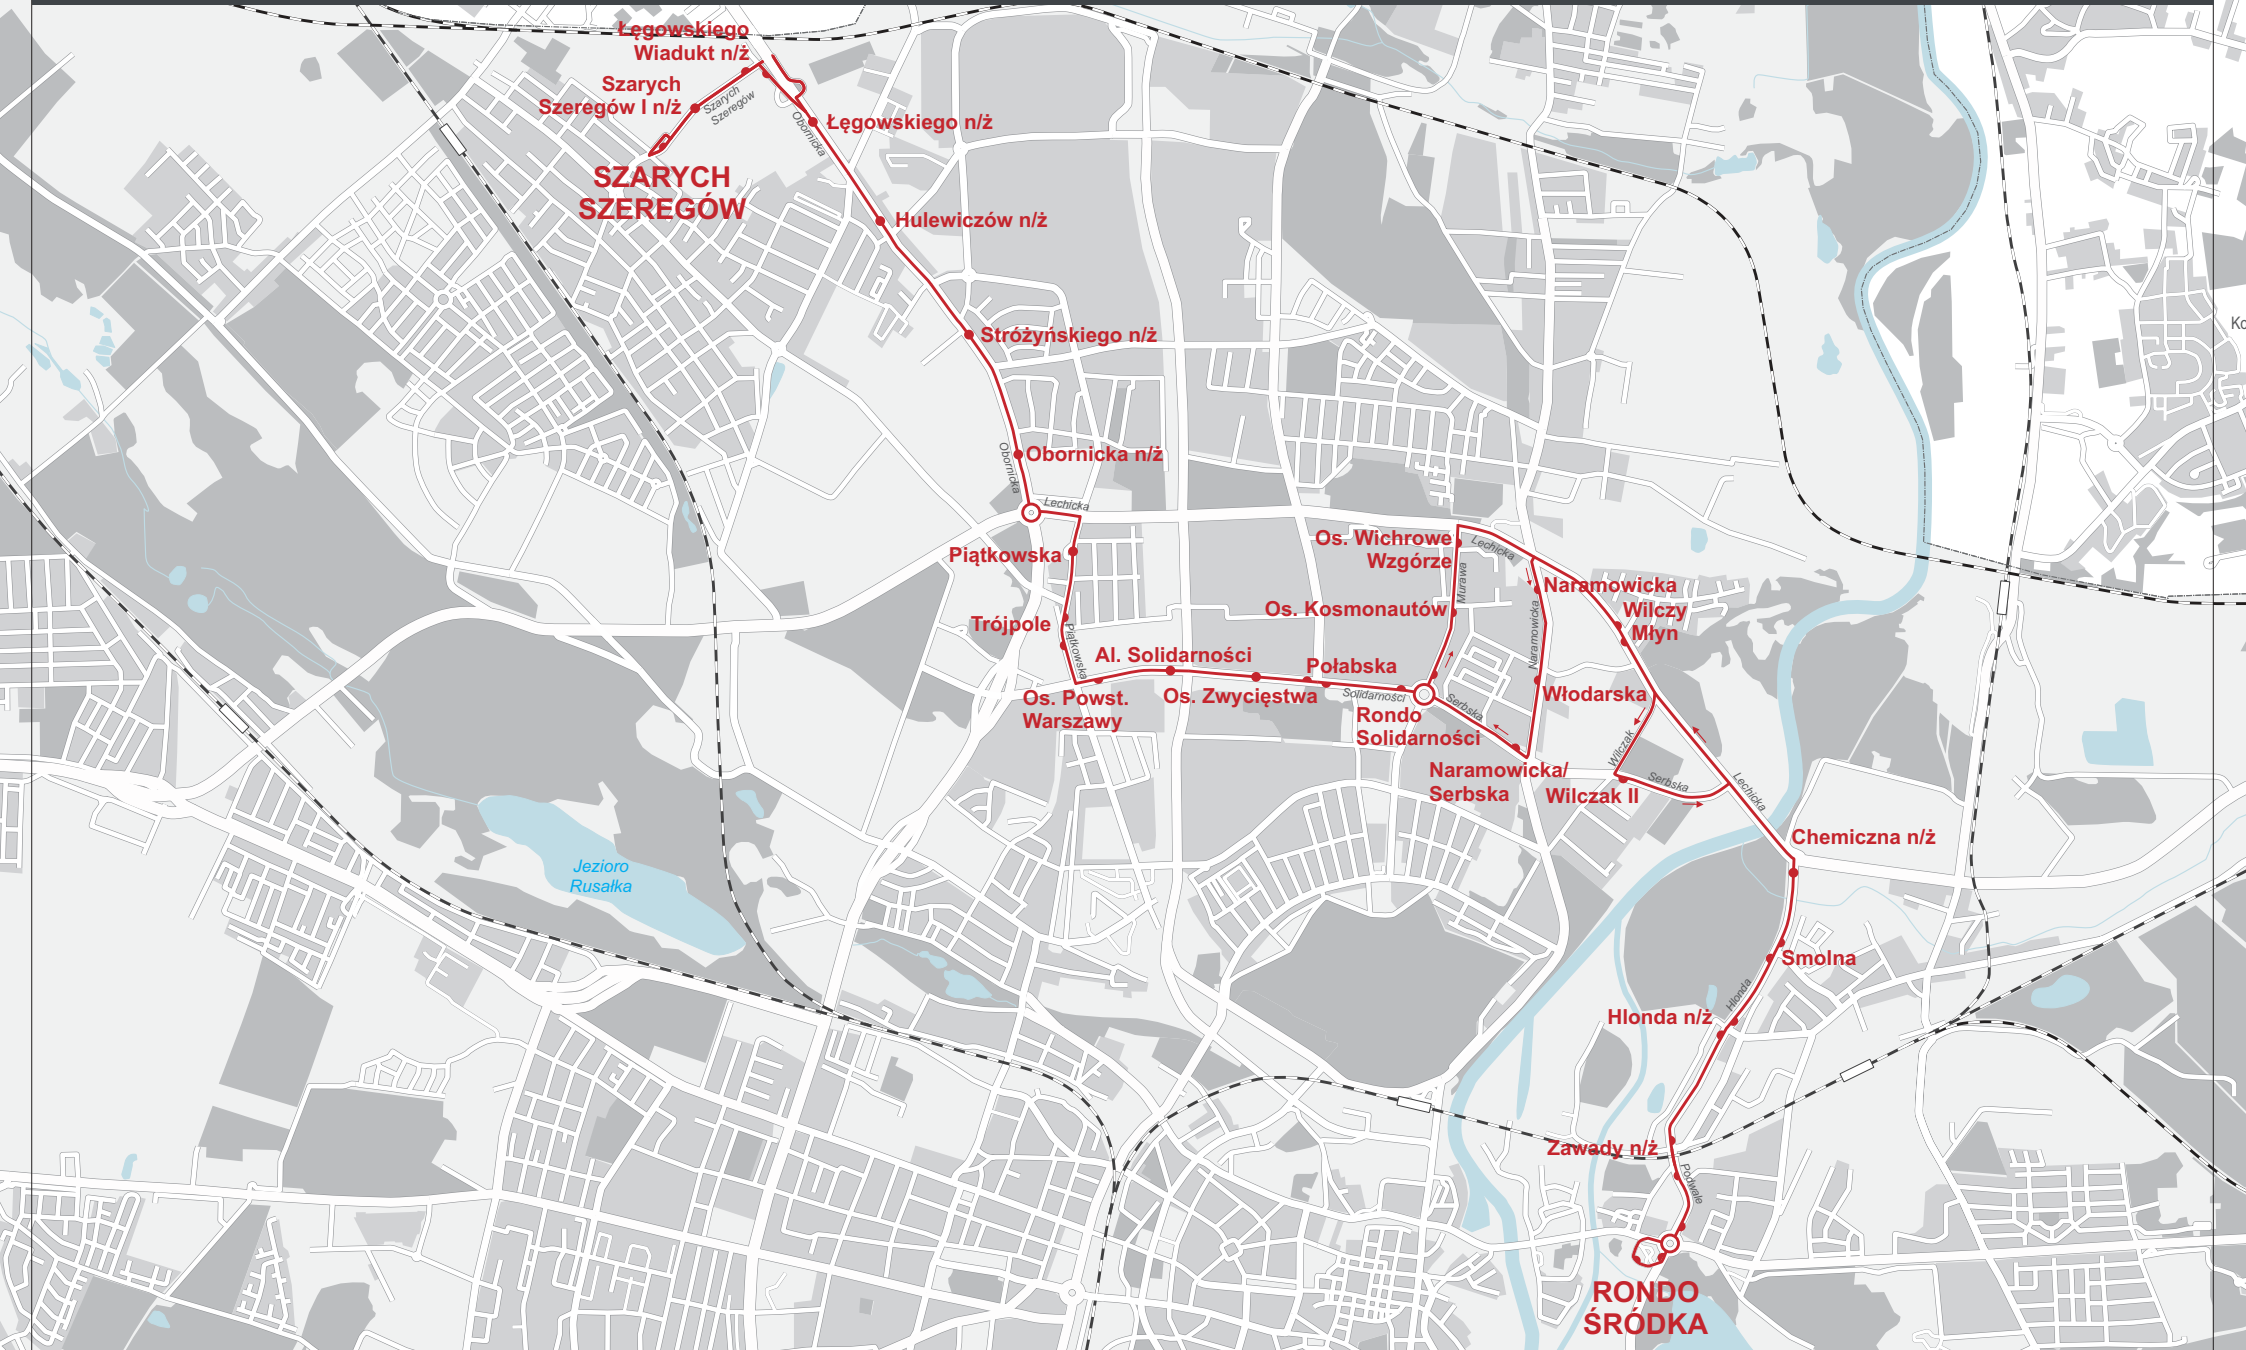 Łęgowskiego
Wiadukt n/ż
Szarych
Szeregów I n/ż
Szarych
Szeregów
Obornicka
Łęgowskiego n/ż
SZARYCH
SZEREGÓW
Hulewiczów n/ż
Ko
Stróżyńskiego n/ż
Obornicka
Obornicka n/ż
Lechicka
Piątkowska
Os. Wichrowe
Wzgórze
Lechicka
Murawa
Naramowicka
Wilczy
Młyn
Os. Kosmonautów
Trójpole
Piątkowska
Naramowicka
Al. Solidarności
Połabska
Os. Powst.
Warszawy
Os. Zwycięstwa
Solidarności
Serbska
Włodarska
Rondo
Solidarności
Wilczak
Naramowicka/
Serbska
Wilczak II
Serbska
Lechicka
Chemiczna n/ż
Jezioro
Rusałka
Smolna
Hlonda
Hlonda n/ż
Zawady n/ż
Podwale
RONDO
ŚRÓDKA